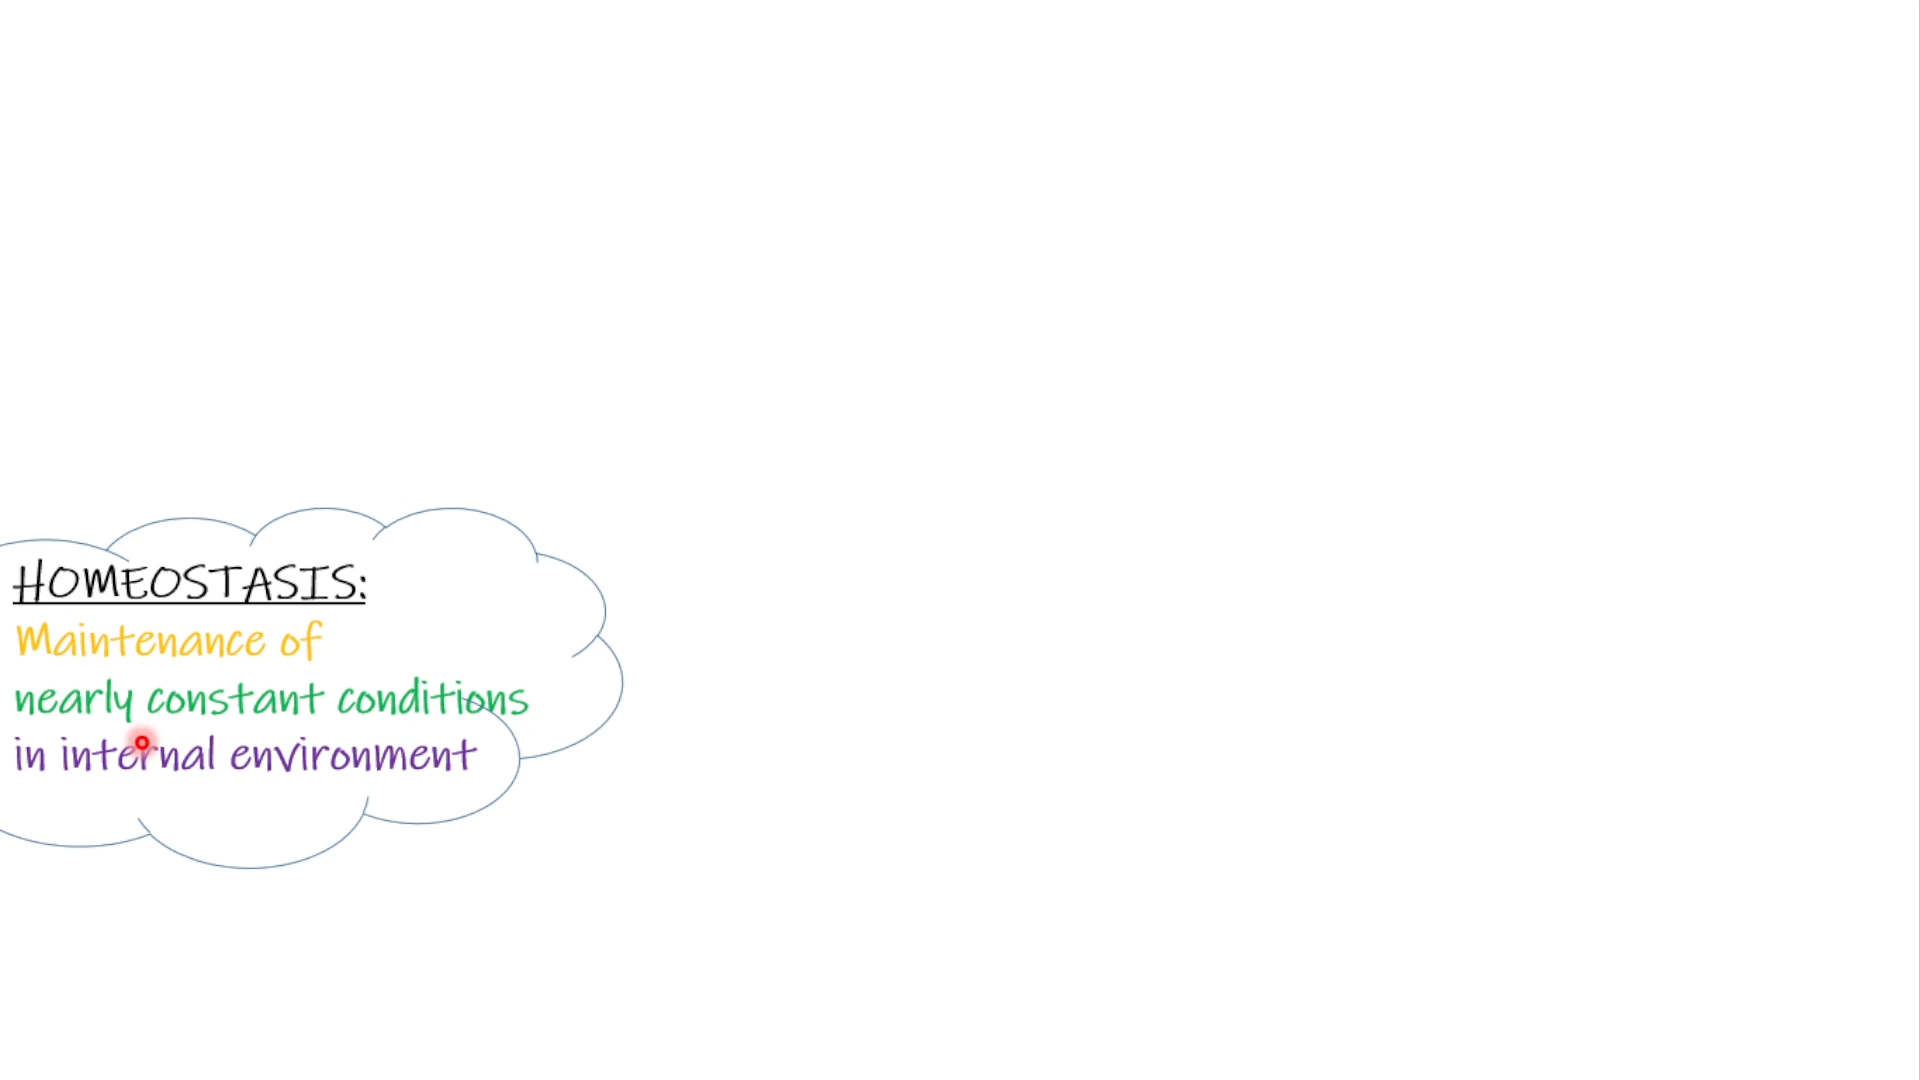 HOMEOSTASIS:
Maintenance of
nearly constant conditions
in internal environment